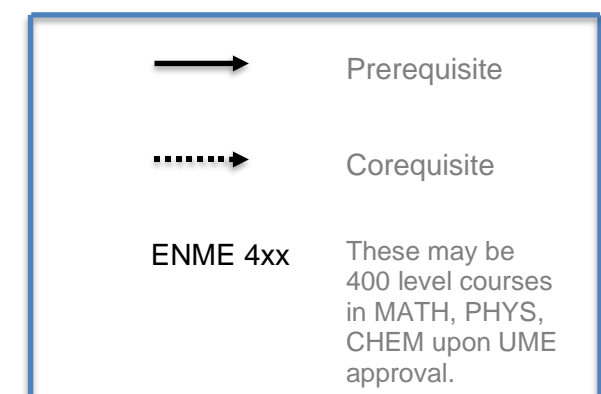 Prerequisite
Corequisite
ENME 4xx
These may be
400 level courses
in MATH, PHYS,
CHEM upon UME
approval.